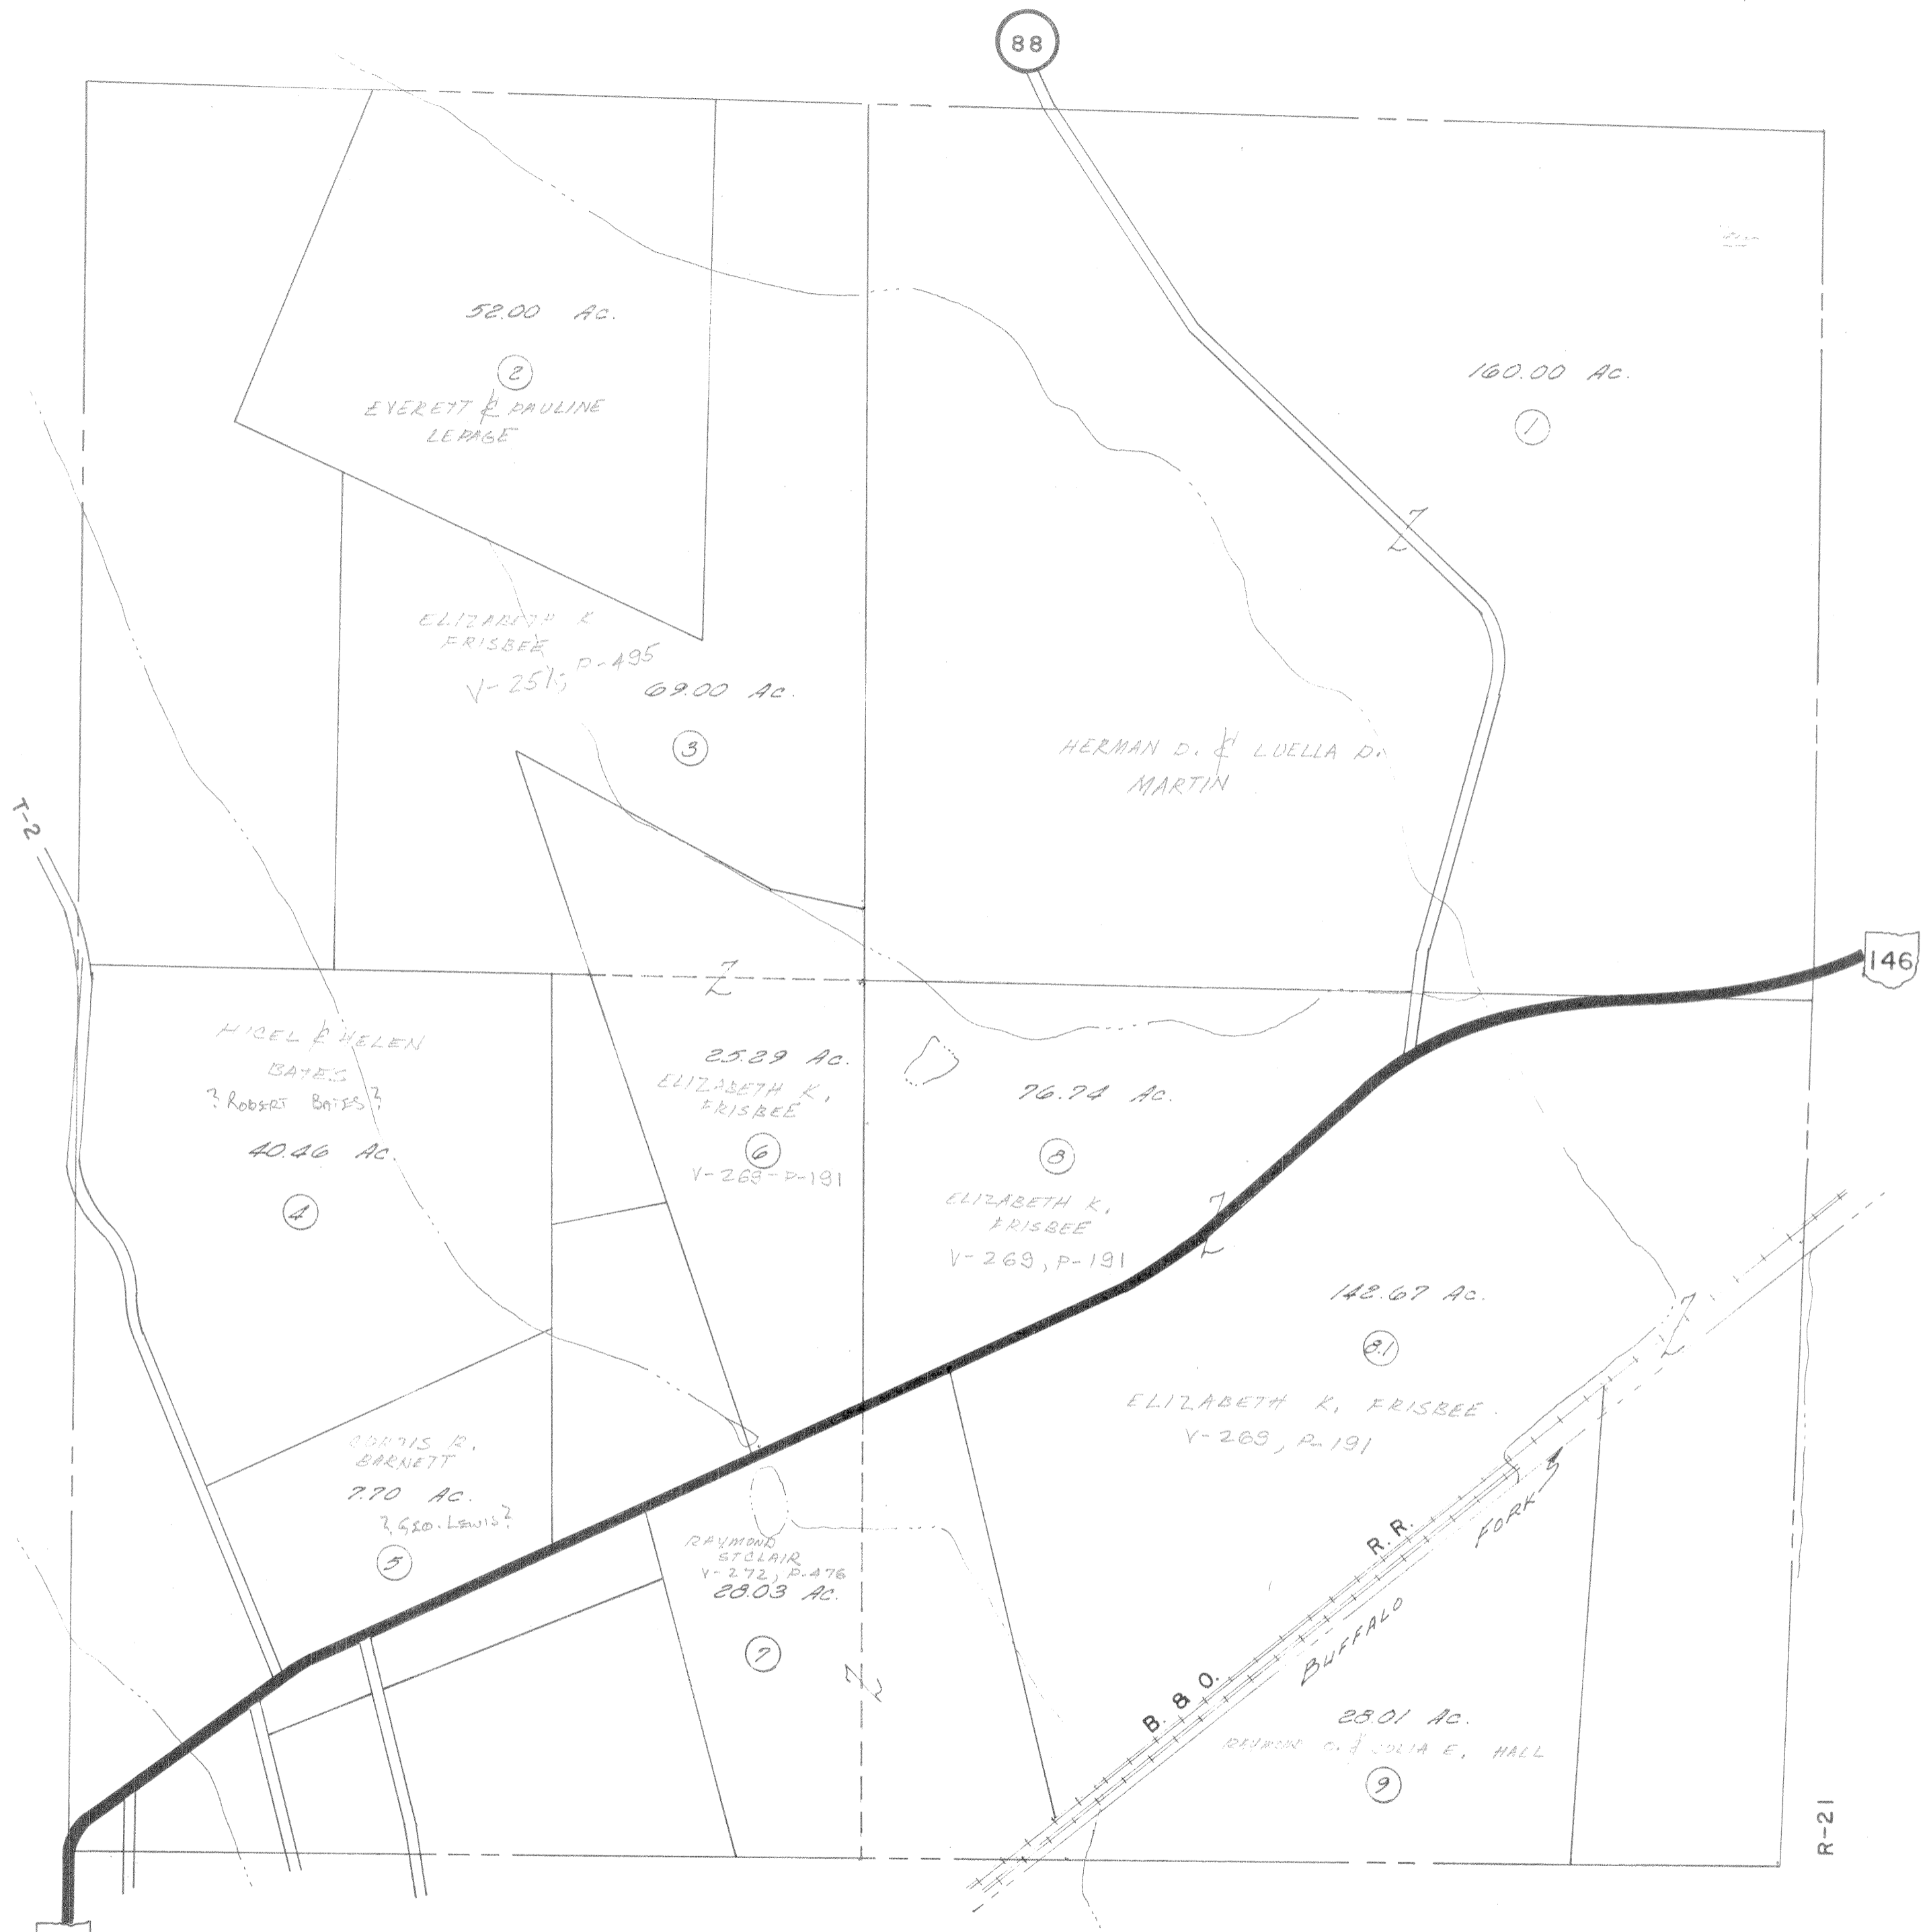 88
52.00 AC.
2
EVERETT & PAULINE
LEPAGE
160.00 AC.
1
Z
ELIZABETH K
FRISBEE
V-251; P-495
69.00 AC.
3
HERMAN D. & LUELLA D.
MARTIN
T-2
146
Z
HICEL & HELEN
BATES
? ROBERT BATES ?
40.46 AC.
4
25.29 AC.
ELIZABETH K.
FRISBEE
6
V-269-P-191
76.74 AC.
8
ELIZABETH K.
FRISBEE
V-269, P-191
Z
142.67 AC.
8.1
ELIZABETH K. FRISBEE
V-269, P-191
Z
BARNETT
7.70 AC.
? GEO. LEWIS ?
5
RAYMOND
ST CLAIR
V-272, P-476
28.03 AC.
7
Z
B. & O. R. R.
BUFFALO FORK
28.01 AC.
E. HALL
9
R-21